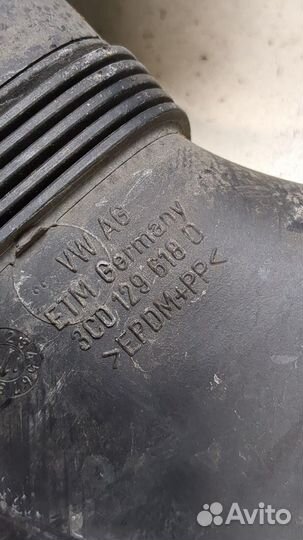 VW AG
ETM Germany
3CD 129 618 D
>EPDM+PP<
Avito